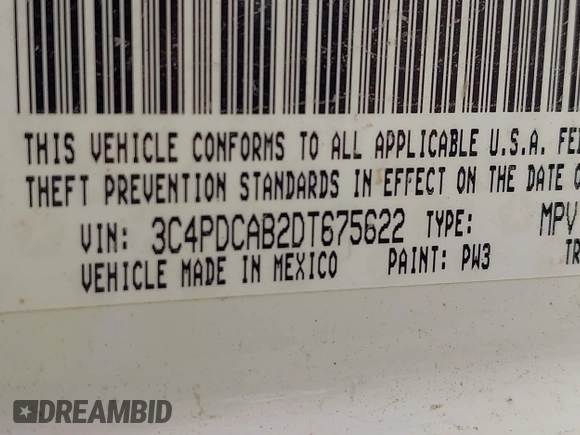 THIS VEHICLE CONFORMS TO ALL APPLICABLE U.S.A.
THEFT PREVENTION STANDARDS IN EFFECT ON THE DATE
VIN: 3C4PDCAB2DT675622 TYPE: MPV
VEHICLE MADE IN MEXICO PAINT: PW3
DREAMBID